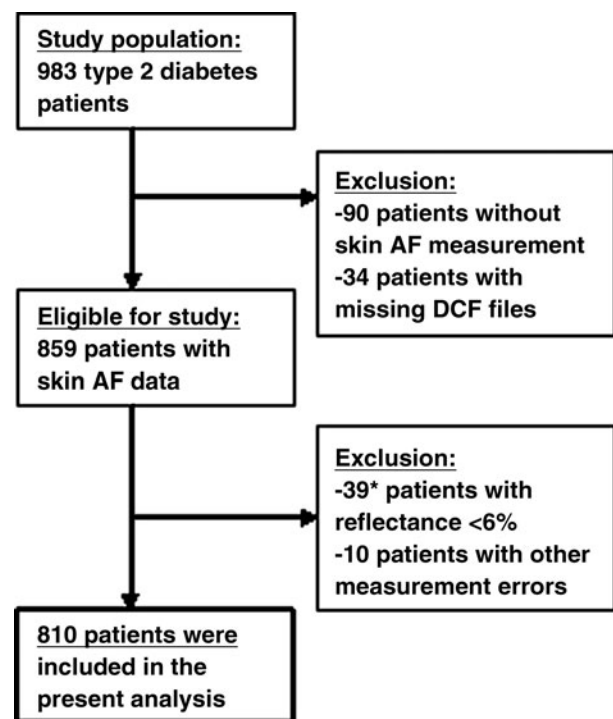 Study population:
983 type 2 diabetes
patients
Exclusion:
-90 patients without
skin AF measurement
-34 patients with
missing DCF files
Eligible for study:
859 patients with
skin AF data
Exclusion:
-39* patients with
reflectance <6%
-10 patients with other
measurement errors
810 patients were
included in the
present analysis